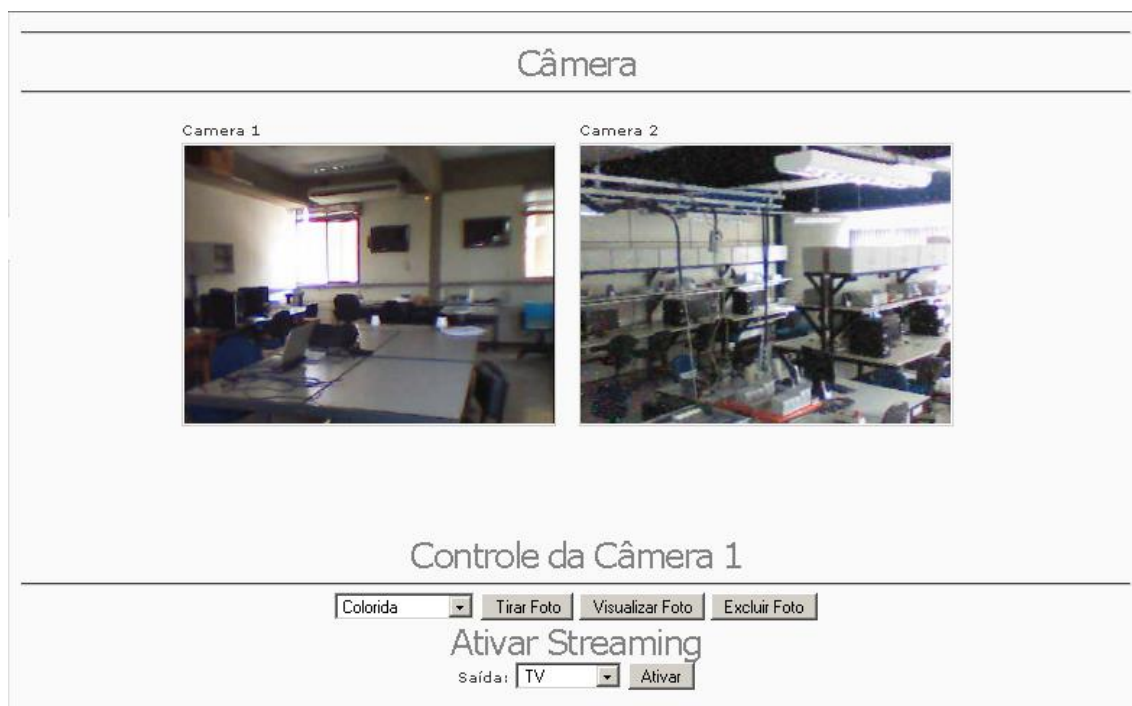 Câmera
Camera 1 Camera 2
Controle da Câmera 1
Colorida Tirar Foto Visualizar Foto Excluir Foto
Ativar Streaming
Saída: TV Ativar